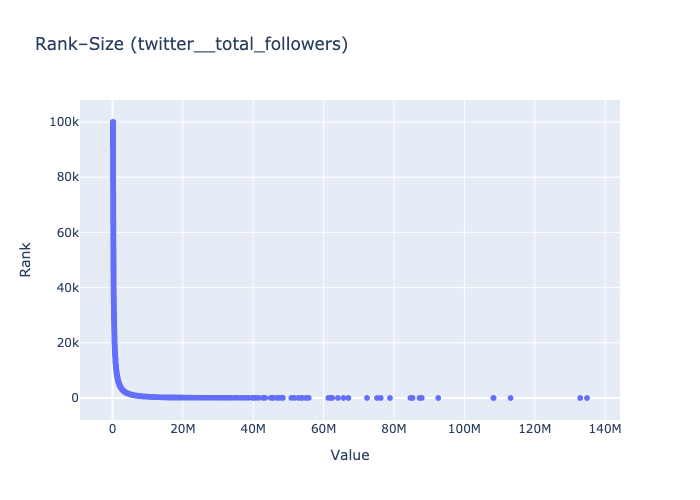 Rank−Size (twitter__total_followers)
100k
80k
60k
40k
20k
0
Rank
0 20M 40M 60M 80M 100M 120M 140M
Value